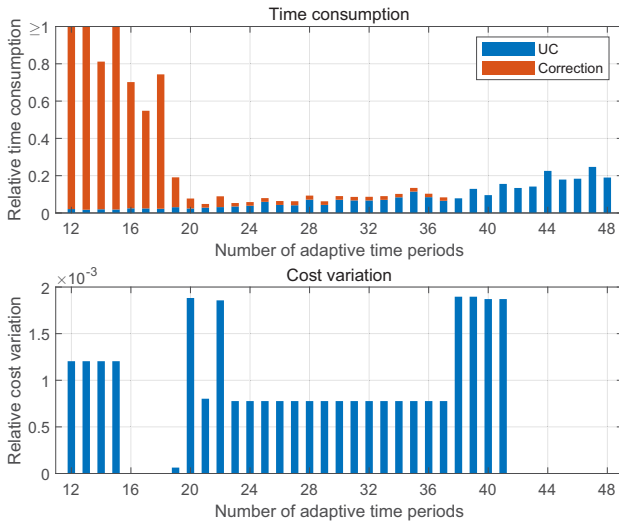 Time consumption
≥1
0.8
0.6
0.4
0.2
0
Relative time consumption
UC
Correction
12 16 20 24 28 32 36 40 44 48
Number of adaptive time periods
Cost variation
×10⁻³
2
1.5
1
0.5
0
Relative cost variation
12 16 20 24 28 32 36 40 44 48
Number of adaptive time periods